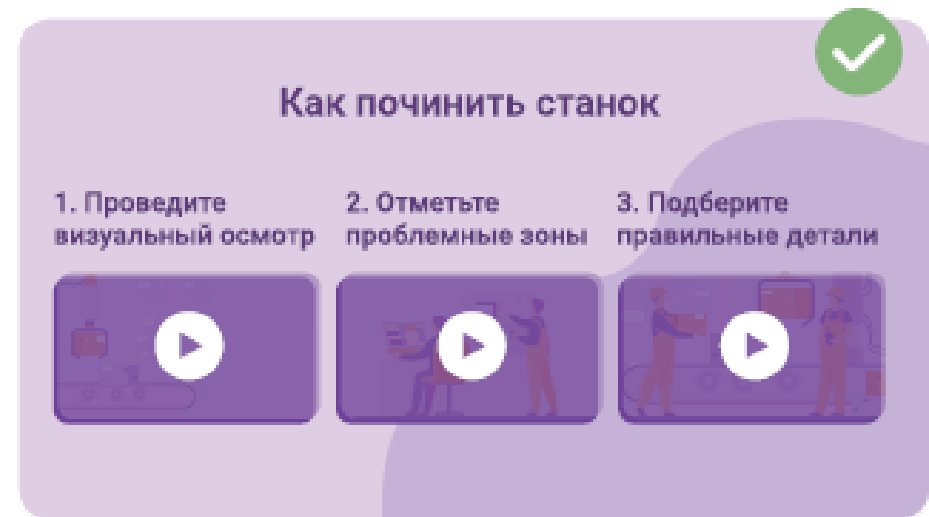 Как починить станок
1. Проведите
визуальный осмотр
2. Отметьте
проблемные зоны
3. Подберите
правильные детали